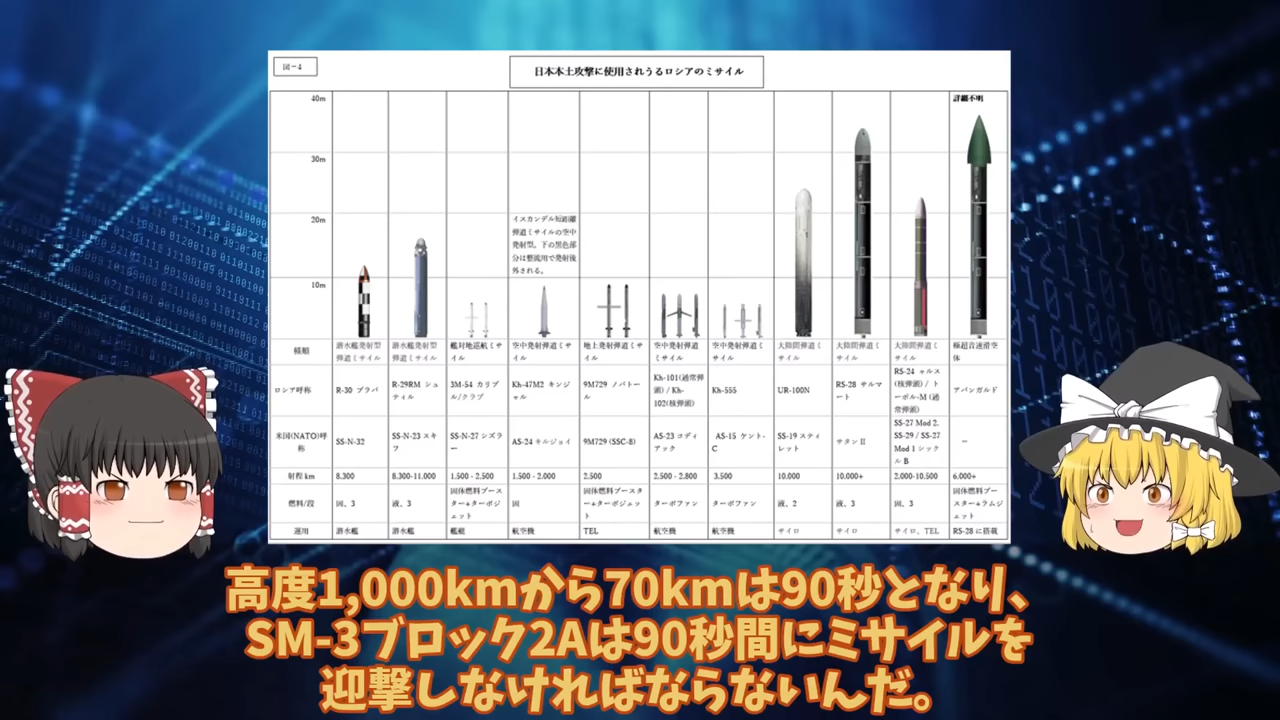 図－4
日本本土攻撃に使用されうるロシアのミサイル
40m
詳細不明
30m
20m
イスカンデル短距離
弾道ミサイルの空中
発射型。下の黒色部
分は整流用で発射後
外される。
10m
種類
潜水艦発射型
弾道ミサイル
潜水艦発射型
弾道ミサイル
艦対地巡航ミサ
イル
空中発射弾道ミサ
イル
地上発射弾道ミサ
イル
空中発射弾道
ミサイル
空中発射弾道ミ
サイル
大陸間弾道ミ
サイル
大陸間弾道ミ
サイル
大陸間弾道ミ
サイル
極超音速滑空
体
ロシア呼称
R-30 ブラバ
R-29RM シュ
ティル
3M-54 カリブ
ル/クラブ
Kh-47M2 キンジ
ャル
9M729 ノバトー
ル
Kh-101(通常弾
頭) / Kh-
102(核弾頭)
Kh-555
UR-100N
RS-28 サルマ
ート
RS-24 ャルス
(核弾頭) / ト
ーポル-M (通
常弾頭)
アバンガルド
米国(NATO)呼
称
SS-N-32
SS-N-23 スキ
フ
SS-N-27 シズラ
ー
AS-24 キルジョイ
9M729 (SSC-8)
AS-23 コディ
アック
AS-15 ケント-
C
SS-19 スティ
レット
サタンⅡ
SS-27 Mod 2.
SS-29 / SS-27
Mod 1 シック
ル B
--
射程 km
8.300
8.300-11.000
1.500 - 2.500
1.500 - 2.000
2.500
2.500 - 2.800
3.500
10.000
10.000+
2.000-10.500
6.000+
燃料/段
固、3
液、3
固体燃料ブース
ター+ターボジ
ェット
固
固体燃料ブースタ
ー+ターボジェッ
ト
ターボファン
ターボファン
液、2
液、3
固、3
固体燃料ブー
スター+ラムジ
ェット
運用
潜水艦
潜水艦
艦艇
航空機
TEL
航空機
航空機
サイロ
サイロ
サイロ、TEL
RS-28 に搭載
高度1,000kmから70kmは90秒となり、
SM-3ブロック2Aは90秒間にミサイルを
迎撃しなければならないんだ。